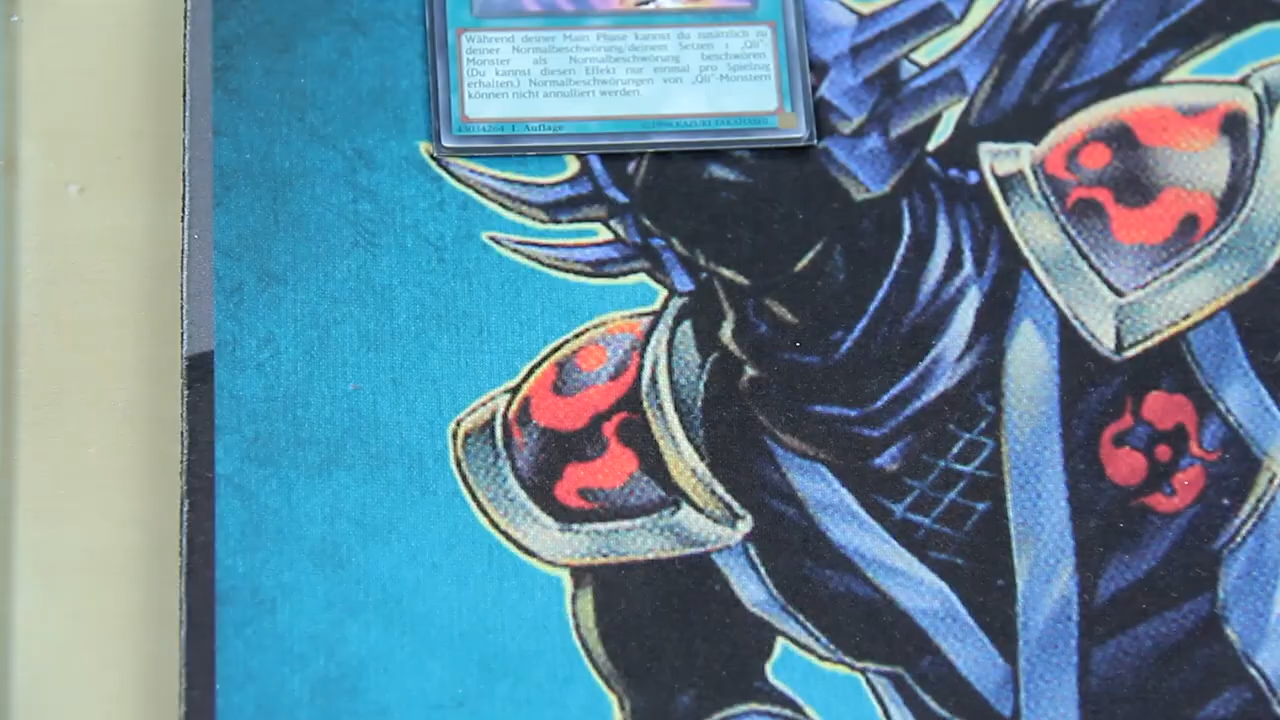 Während deiner Main Phase kannst du zusätzlich zu
deiner Normalbeschwörung/deinem Setzen 1 „Qli"-
Monster als Normalbeschwörung beschwören.
(Du kannst diesen Effekt nur einmal pro Spielzug
erhalten.) Normalbeschwörungen von „Qli"-Monstern
können nicht annulliert werden.
43034264 1. Auflage ©1996 KAZUKI TAKAHASHI